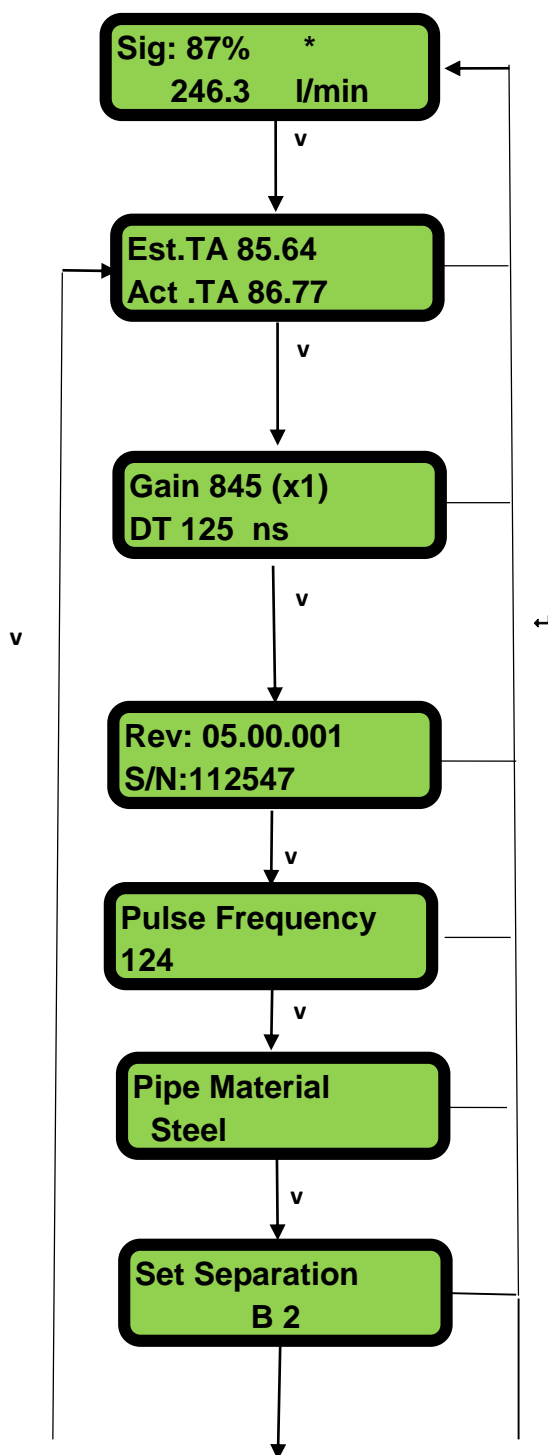 Sig: 87% *
246.3 l/min
v
Est.TA 85.64
Act .TA 86.77
v
Gain 845 (x1)
DT 125 ns
v
v
↵
Rev: 05.00.001
S/N:112547
v
Pulse Frequency
124
v
Pipe Material
Steel
v
Set Separation
B 2